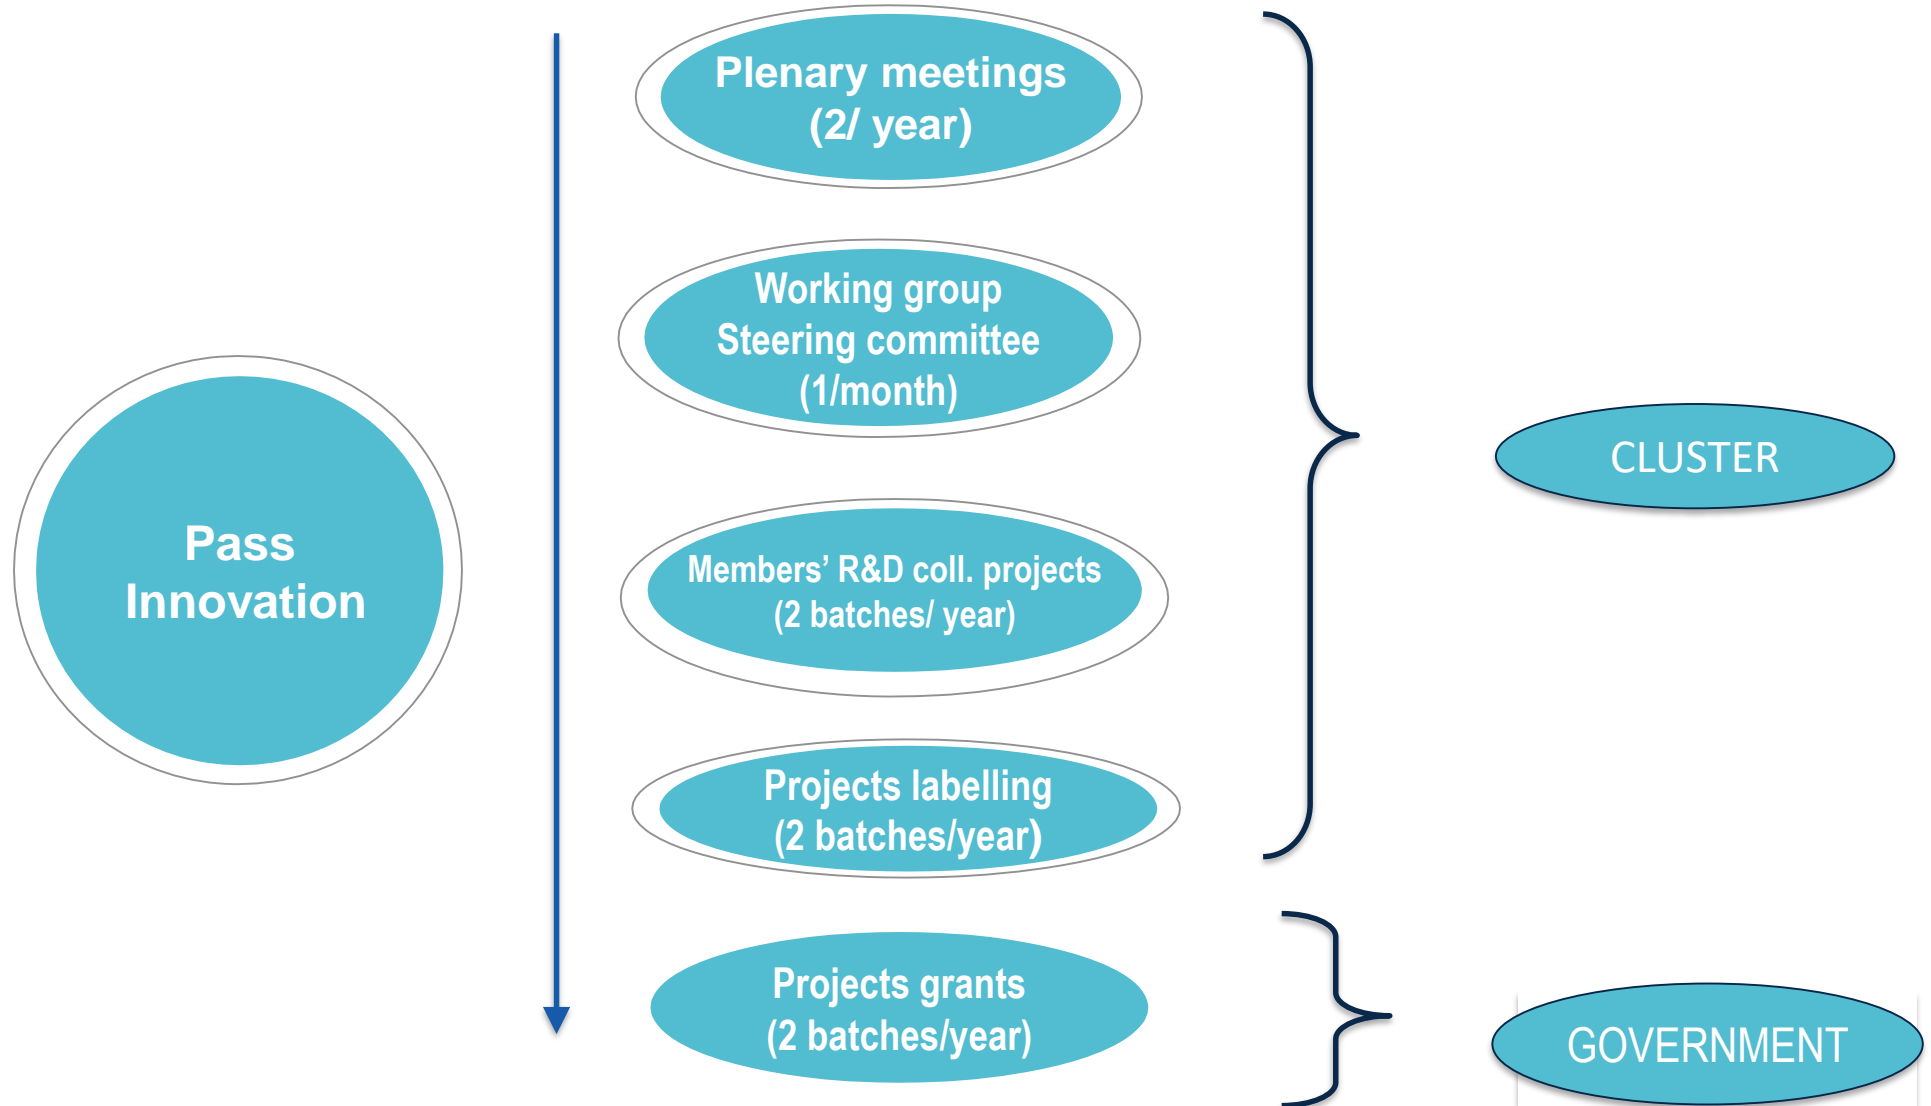 Plenary meetings
(2/ year)
Working group
Steering committee
(1/month)
Pass
Innovation
Members’ R&D coll. projects
(2 batches/ year)
Projects labelling
(2 batches/year)
Projects grants
(2 batches/year)
CLUSTER
GOVERNMENT